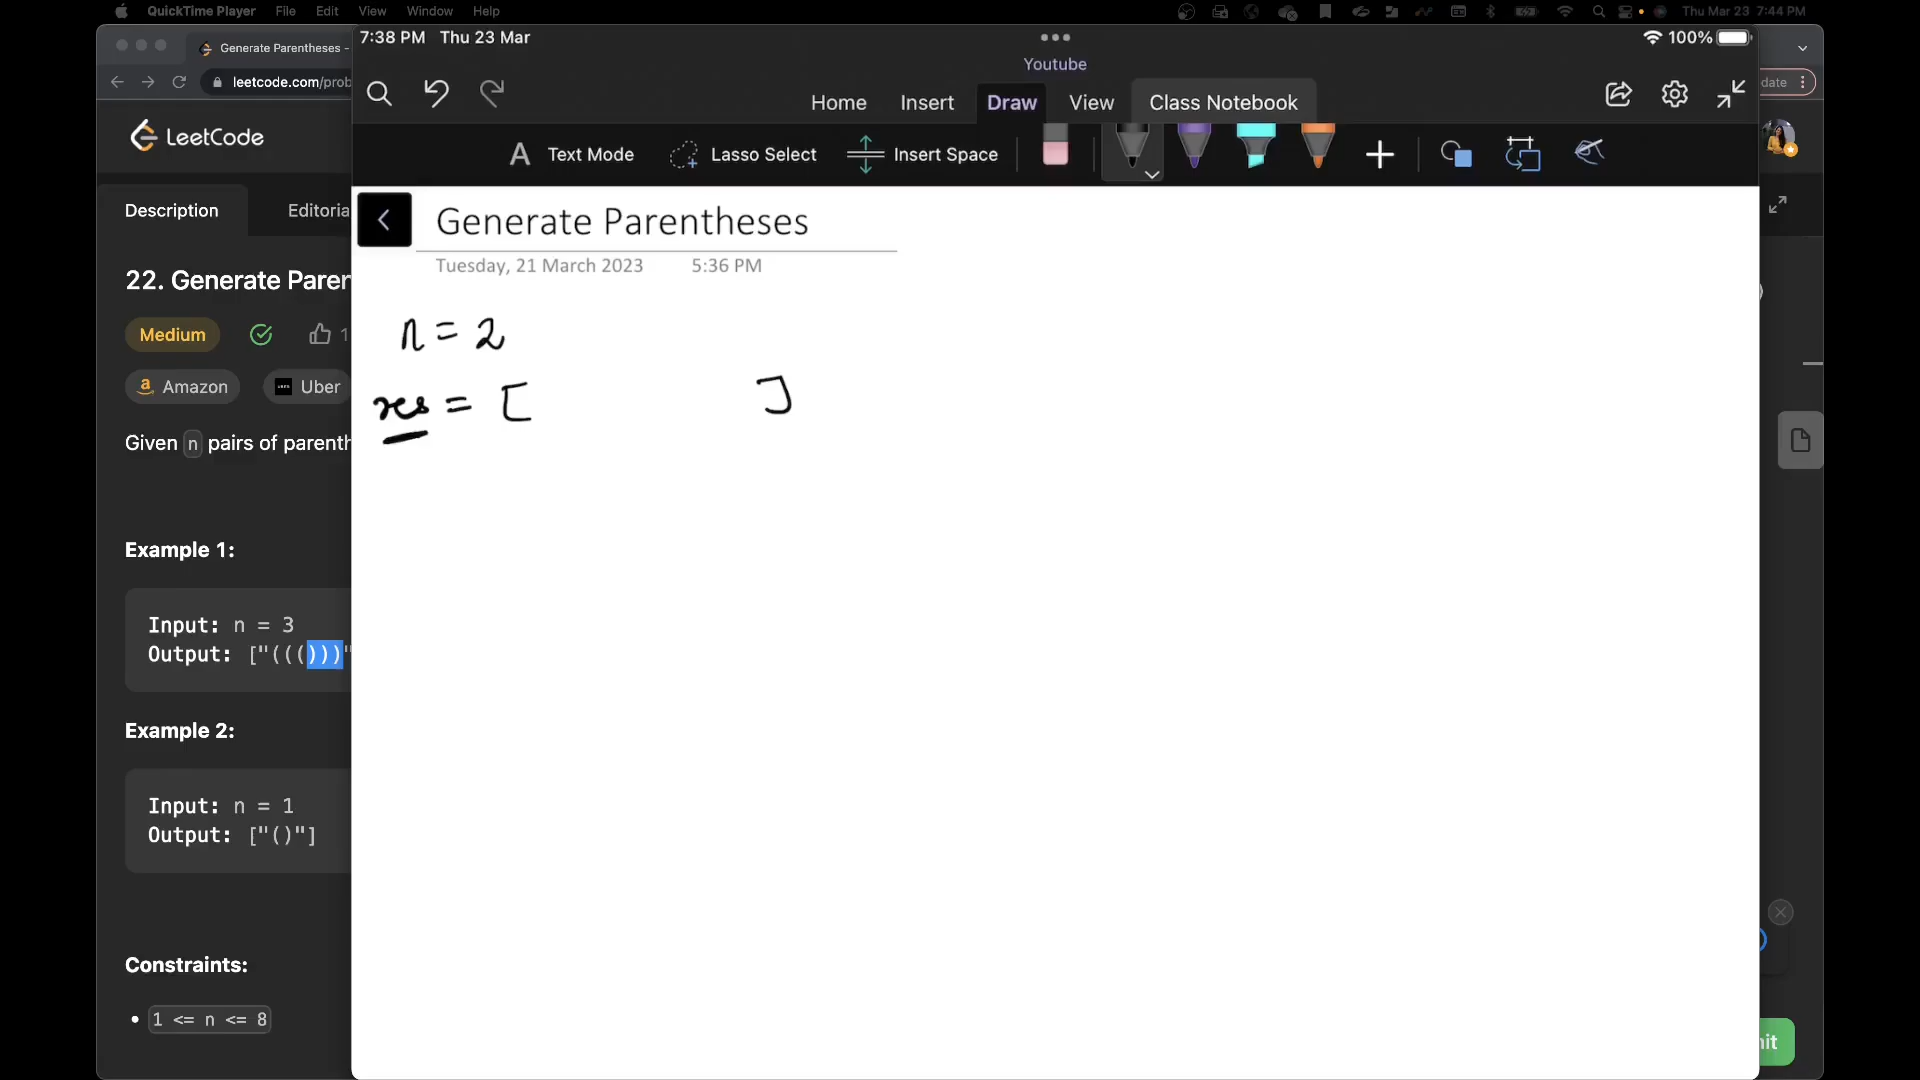 QuickTime Player File Edit View Window Help Thu Mar 23 7:44 PM
Generate Parentheses -
7:38 PM Thu 23 Mar
100%
Youtube
leetcode.com/prob
date
Home Insert Draw View Class Notebook
LeetCode
Text Mode Lasso Select Insert Space
Description Editoria
Generate Parentheses
Tuesday, 21 March 2023 5:36 PM
22. Generate Paren
Medium 1
n = 2
Amazon Uber
res = [ ]
Given n pairs of parenth
Example 1:
Input: n = 3
Output: ["((()))"
Example 2:
Input: n = 1
Output: ["()"]
Constraints:
1 <= n <= 8
it